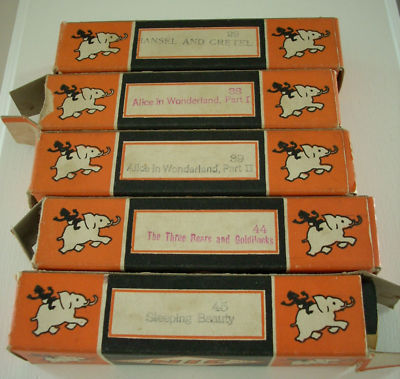 29
HANSEL AND GRETEL
88
Alice in Wonderland, Part I
89
Alice in Wonderland, Part II
44
The Three Bears and Goldilocks
45
Sleeping Beauty